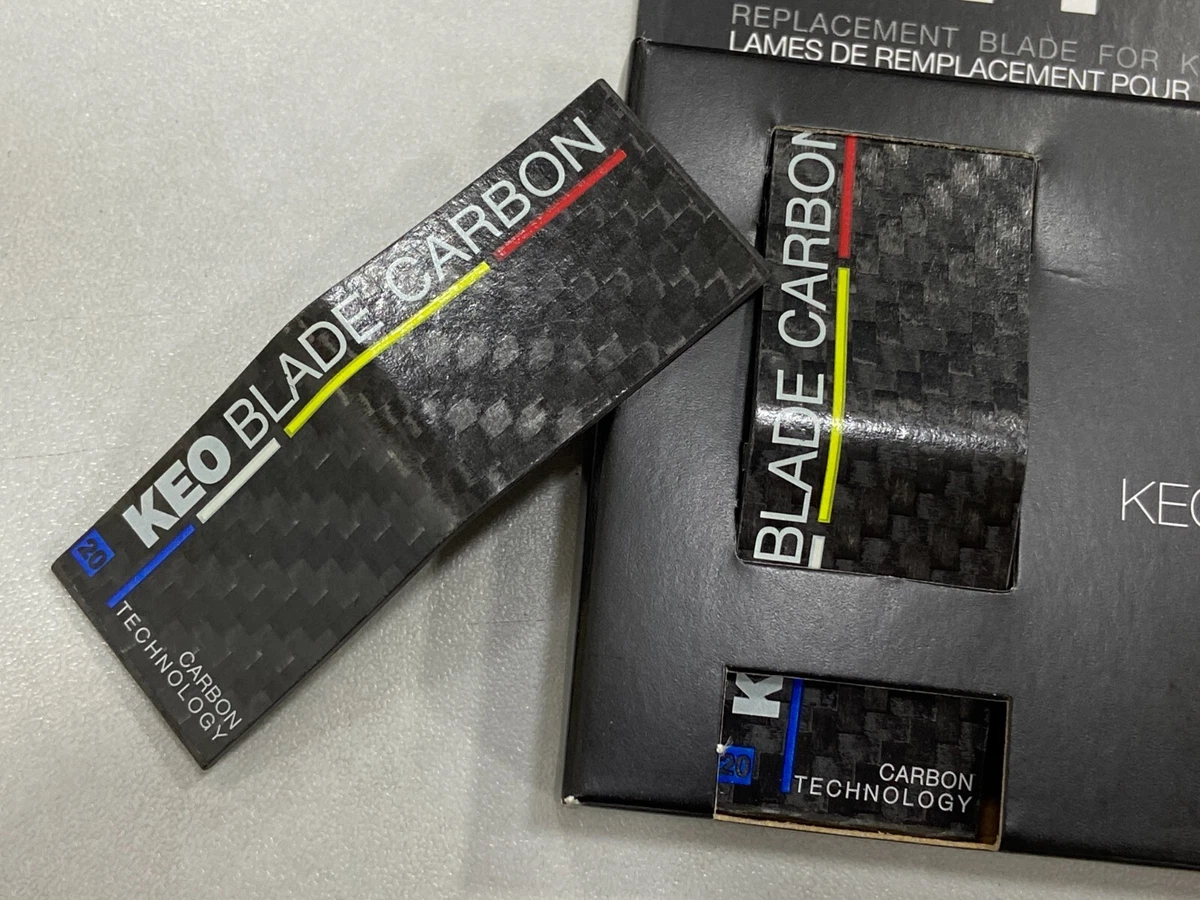 REPLACEMENT BLADE FOR K
LAMES DE REMPLACEMENT POUR
KEO BLADE CARBON
20
CARBON
TECHNOLOGY
BLADE CARBON
KEO
K
20
CARBON
TECHNOLOGY